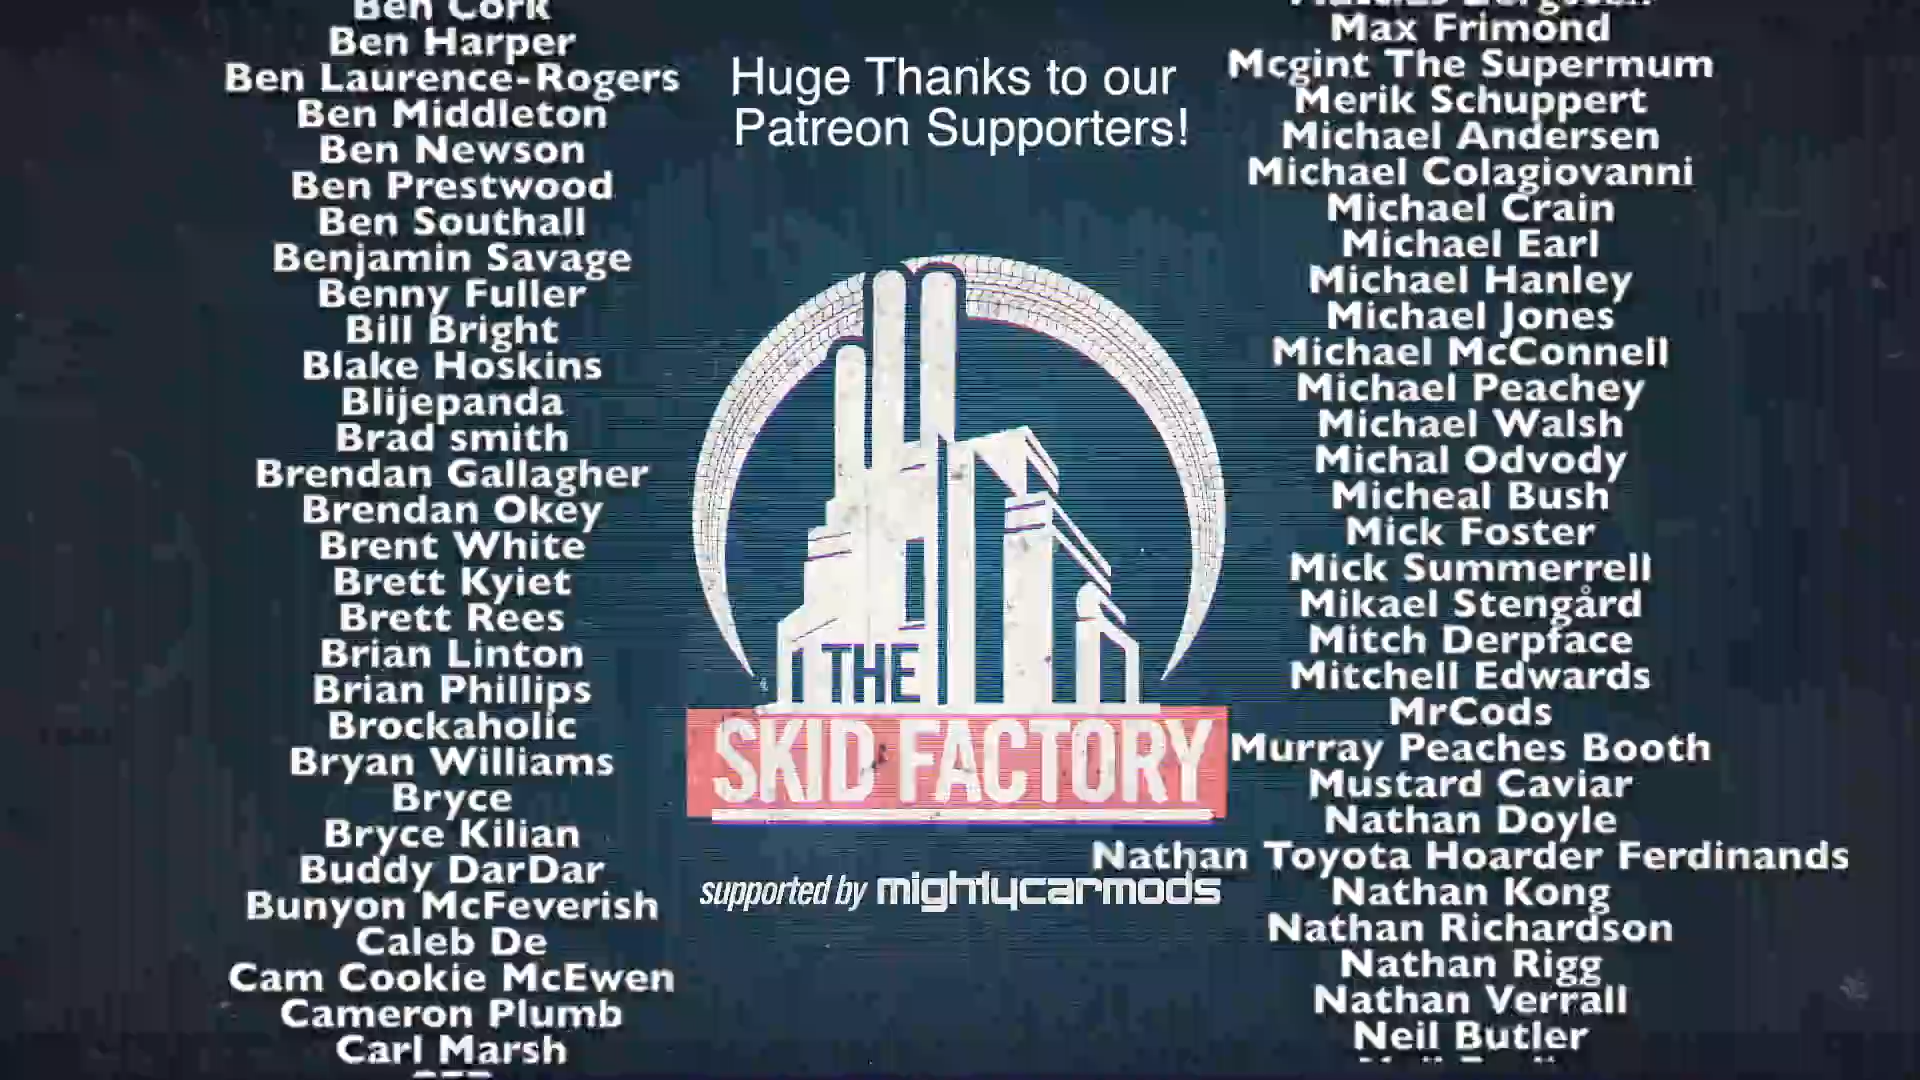 Ben Cork
Ben Harper
Ben Laurence-Rogers
Ben Middleton
Ben Newson
Ben Prestwood
Ben Southall
Benjamin Savage
Benny Fuller
Bill Bright
Blake Hoskins
Blijepanda
Brad smith
Brendan Gallagher
Brendan Okey
Brent White
Brett Kyiet
Brett Rees
Brian Linton
Brian Phillips
Brockaholic
Bryan Williams
Bryce
Bryce Kilian
Buddy DarDar
Bunyon McFeverish
Caleb De
Cam Cookie McEwen
Cameron Plumb
Carl Marsh
Huge Thanks to our
Patreon Supporters!
THE
SKID FACTORY
supported by mightycarmods
Max Frimond
Mcgint The Supermum
Merik Schuppert
Michael Andersen
Michael Colagiovanni
Michael Crain
Michael Earl
Michael Hanley
Michael Jones
Michael McConnell
Michael Peachey
Michael Walsh
Michal Odvody
Micheal Bush
Mick Foster
Mick Summerrell
Mikael Stengård
Mitch Derpface
Mitchell Edwards
MrCods
Murray Peaches Booth
Mustard Caviar
Nathan Doyle
Nathan Toyota Hoarder Ferdinands
Nathan Kong
Nathan Richardson
Nathan Rigg
Nathan Verrall
Neil Butler